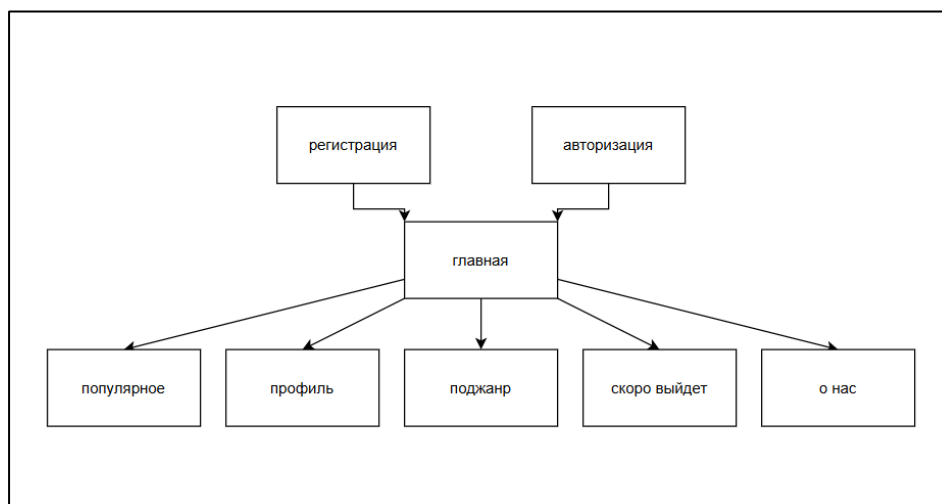 регистрация
авторизация
главная
популярное
профиль
поджанр
скоро выйдет
о нас